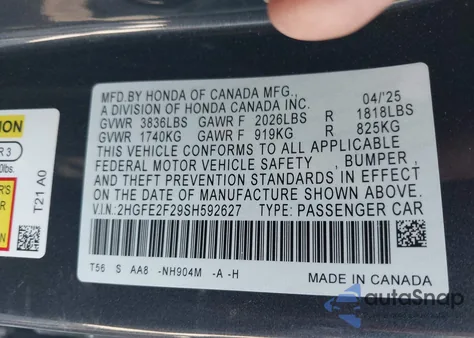 MFD.BY HONDA OF CANADA MFG.,
A DIVISION OF HONDA CANADA INC. 04/'25
GVWR 3836LBS GAWR F 2026LBS R 1818LBS
GVWR 1740KG GAWR F 919KG R 825KG
THIS VEHICLE CONFORMS TO ALL APPLICABLE
FEDERAL MOTOR VEHICLE SAFETY , BUMPER ,
AND THEFT PREVENTION STANDARDS IN EFFECT ON THE
DATE OF MANUFACTURE SHOWN ABOVE.
V.I.N.:2HGFE2F29SH592627 TYPE: PASSENGER CAR
T56 S AA8 -NH904M -A -H
MADE IN CANADA
T21 A0
autoSnap